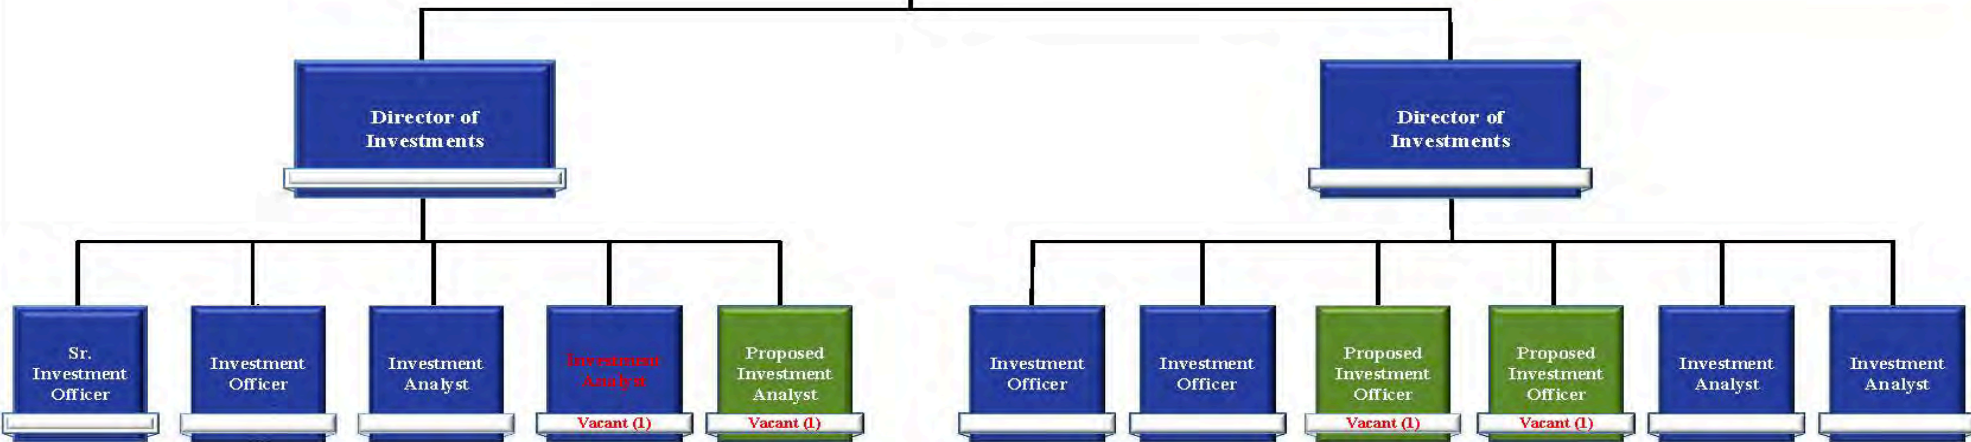 Director of
Investments
Director of
Investments
Sr.
Investment
Officer
Investment
Officer
Investment
Analyst
Investment
Analyst
Vacant (1)
Proposed
Investment
Analyst
Vacant (1)
Investment
Officer
Investment
Officer
Proposed
Investment
Officer
Vacant (1)
Proposed
Investment
Officer
Vacant (1)
Investment
Analyst
Investment
Analyst